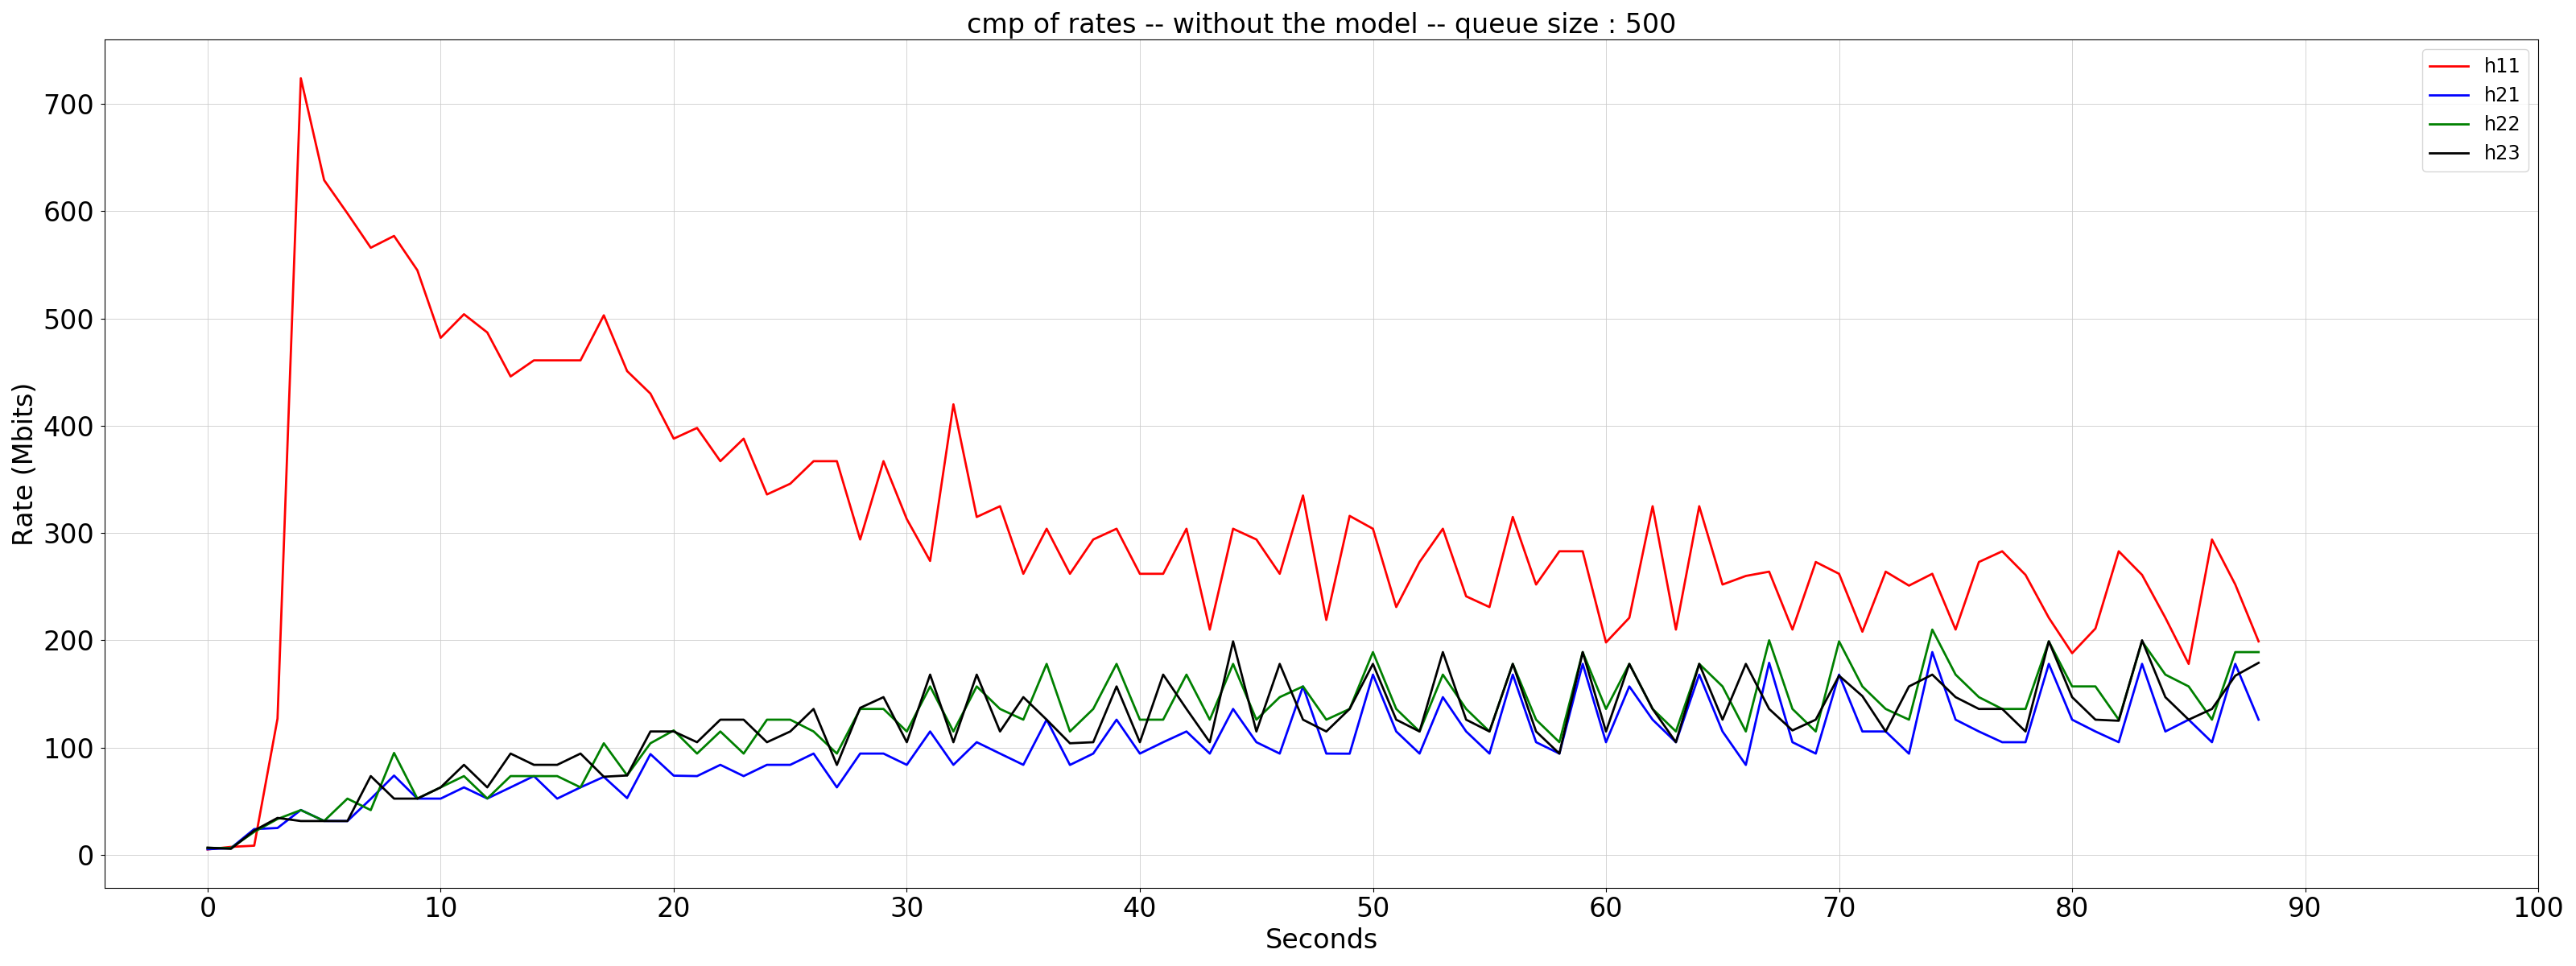 cmp of rates -- without the model -- queue size : 500
h11
h21
h22
h23
700
600
500
400
300
200
100
0
Rate (Mbits)
0 10 20 30 40 50 60 70 80 90 100
Seconds